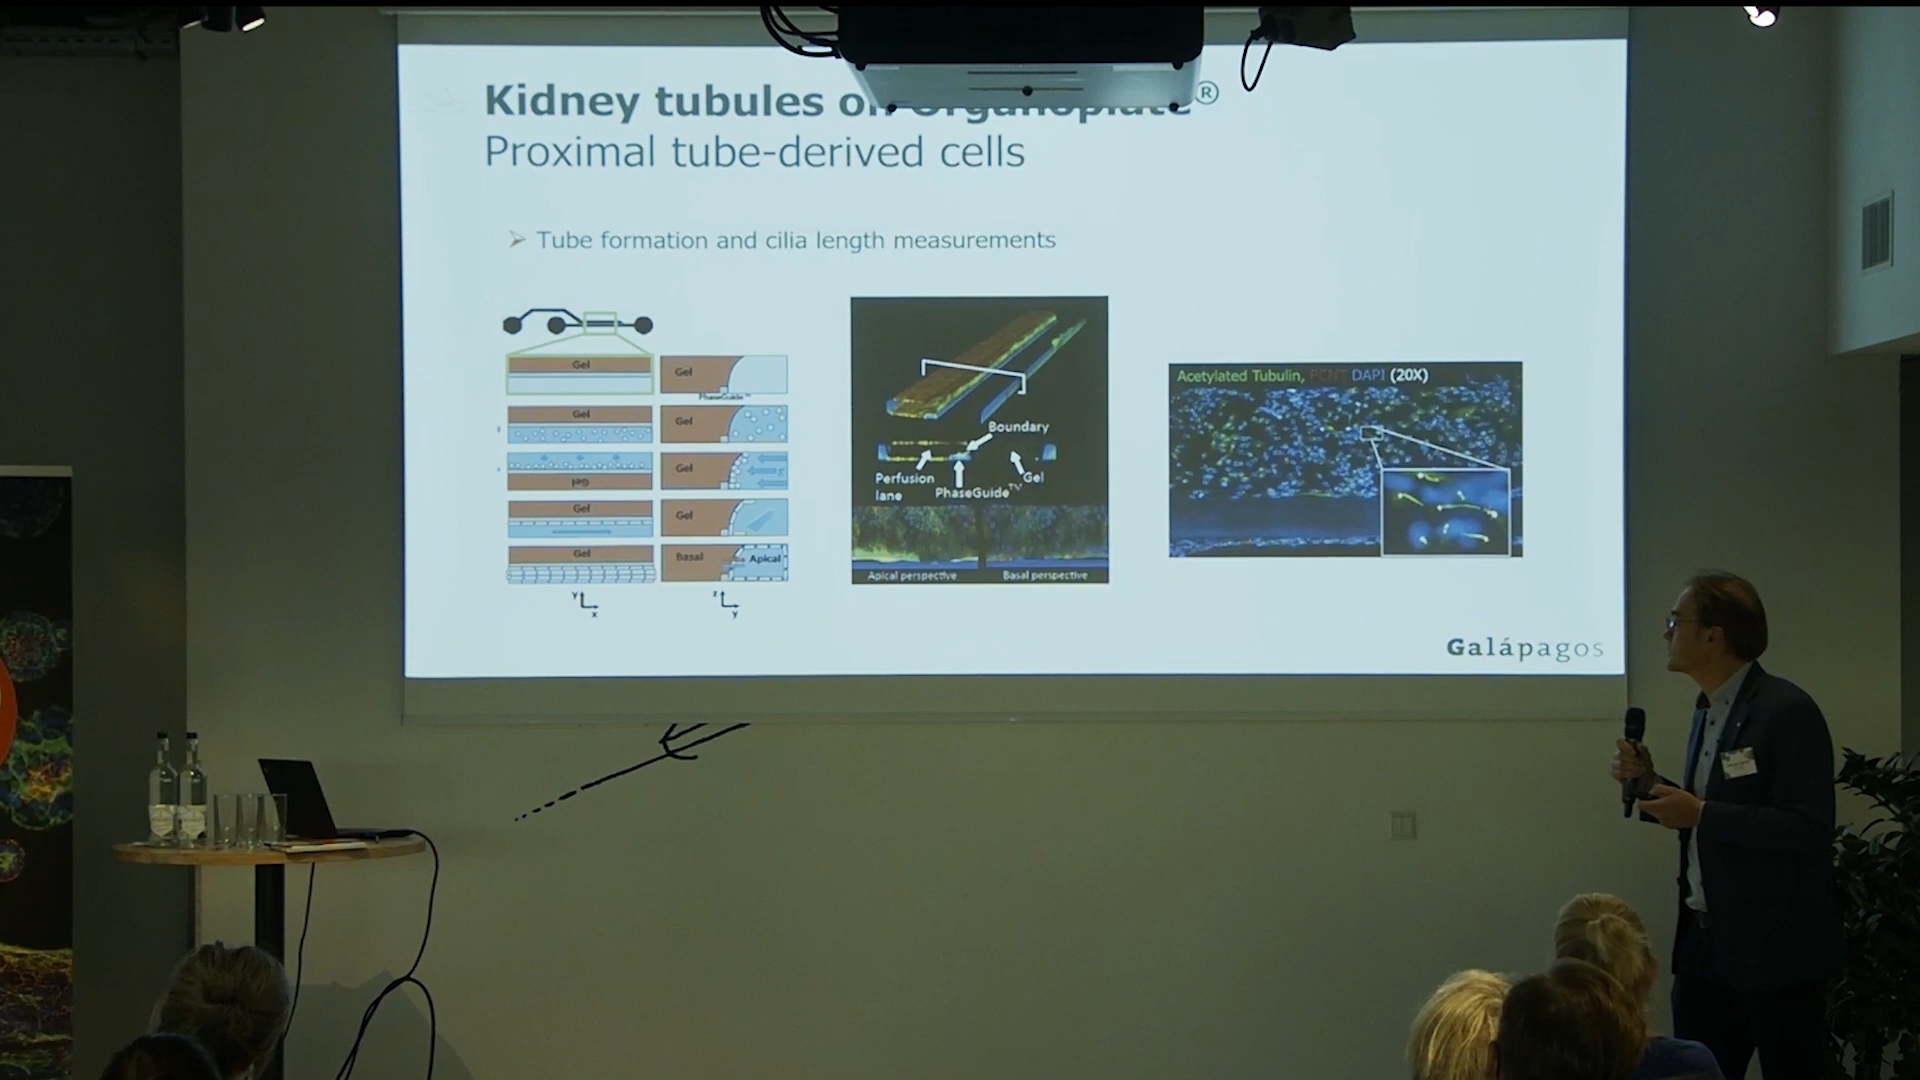 Kidney tubules on Organoplate®
Proximal tube-derived cells
➢ Tube formation and cilia length measurements
Gel
Gel
PhaseGuide™
Gel
Gel
Gel
Gel
Gel
Gel
Gel
Basal
Apical
Y
x
z
y
Boundary
Perfusion
lane
PhaseGuide™
Gel
Apical perspective
Basal perspective
Acetylated Tubulin, PCNT DAPI (20X)
Galápagos